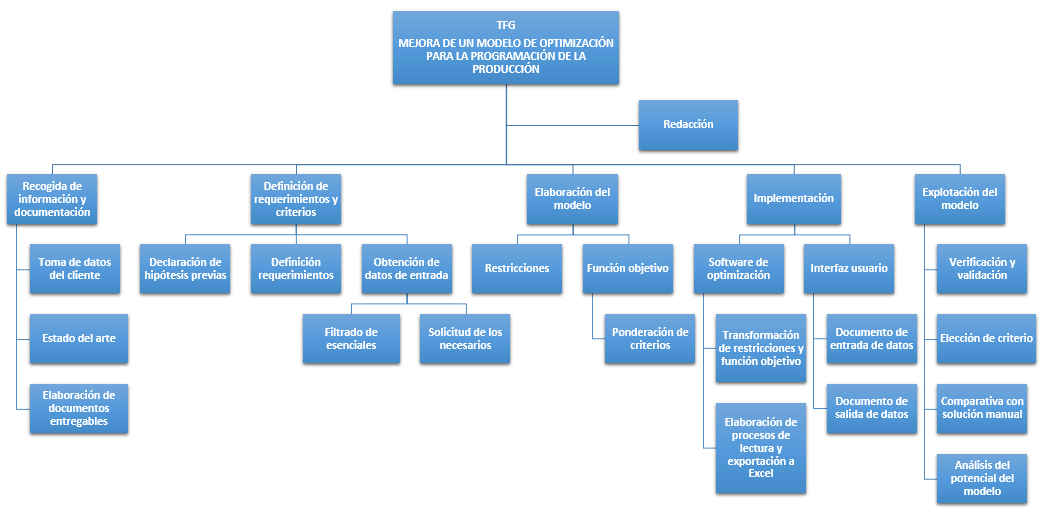 TFG
MEJORA DE UN MODELO DE OPTIMIZACIÓN
PARA LA PROGRAMACIÓN DE LA
PRODUCCIÓN
Redacción
Recogida de
información y
documentación
Definición de
requerimientos y
criterios
Elaboración del
modelo
Implementación
Explotación del
modelo
Toma de datos
del cliente
Estado del arte
Elaboración de
documentos
entregables
Declaración de
hipótesis previas
Definición
requerimientos
Obtención de
datos de entrada
Filtrado de
esenciales
Solicitud de los
necesarios
Restricciones
Función objetivo
Ponderación de
criterios
Software de
optimización
Interfaz usuario
Transformación
de restricciones y
función objetivo
Elaboración de
procesos de
lectura y
exportación a
Excel
Documento de
entrada de datos
Documento de
salida de datos
Verificación y
validación
Elección de criterio
Comparativa con
solución manual
Análisis del
potencial del
modelo